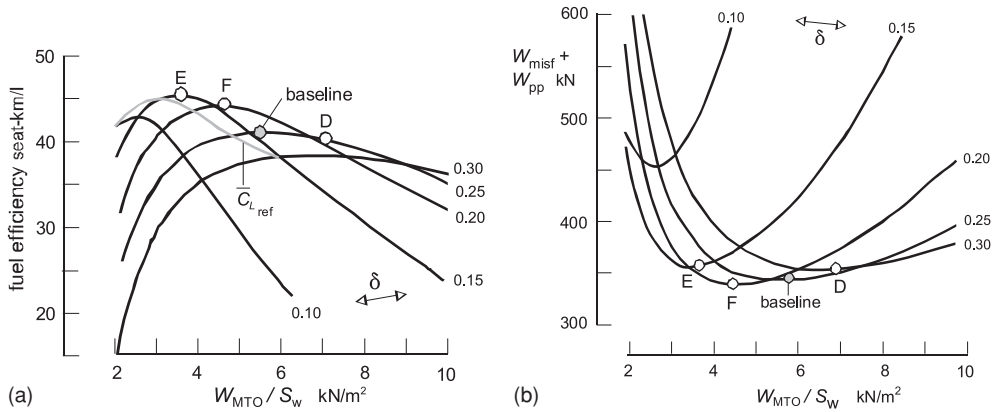 fuel efficiency seat-km/l
50
40
30
20
E
F
baseline
D
C̅L ref
0.30
0.25
0.20
0.15
0.10
δ
2 4 6 8 10
WMTO / Sw kN/m²
(a)
Wmisf +
Wpp kN
600
500
400
300
0.10
δ
0.15
0.20
0.25
0.30
E
F
baseline
D
2 4 6 8 10
WMTO / Sw kN/m²
(b)